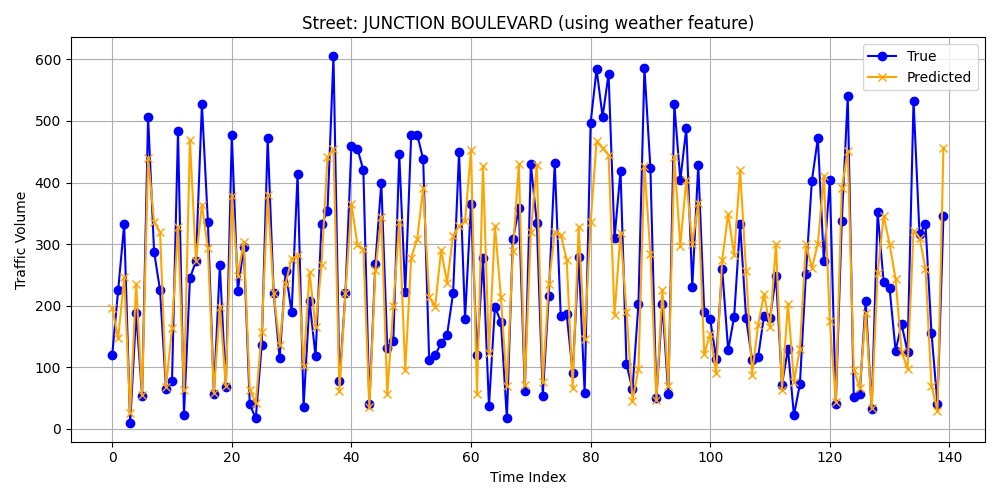 Street: JUNCTION BOULEVARD (using weather feature)
True
Predicted
Traffic Volume
600
500
400
300
200
100
0
0 20 40 60 80 100 120 140
Time Index